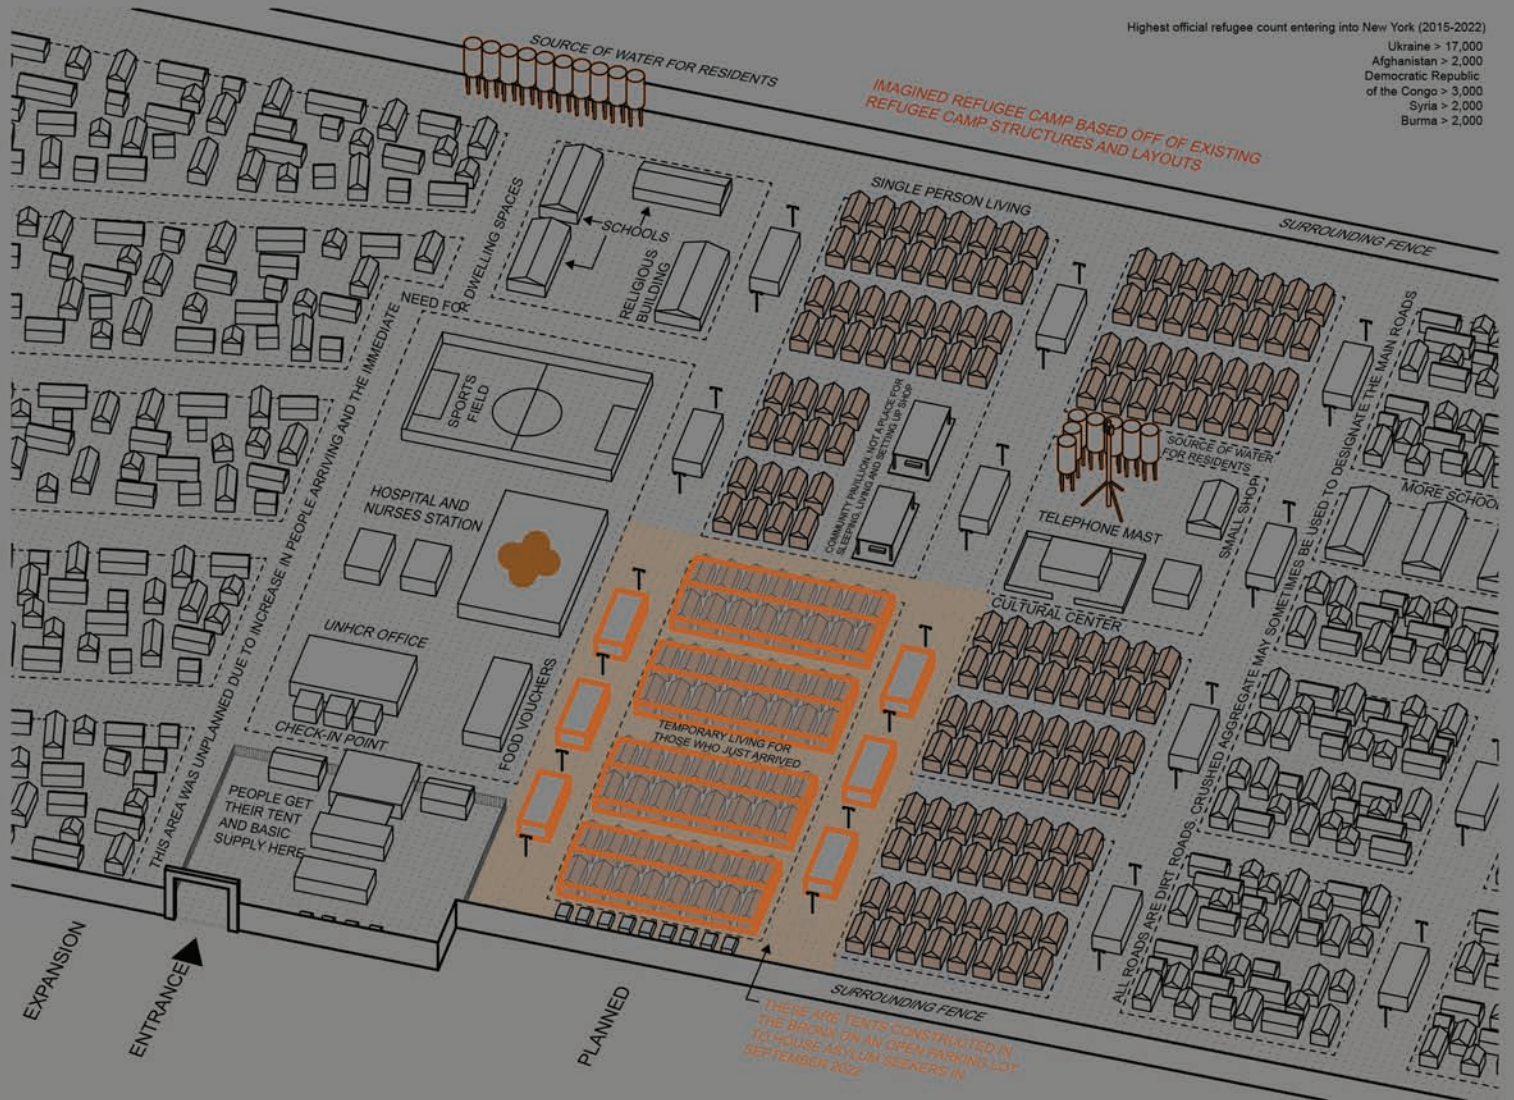 Highest official refugee count entering into New York (2015-2022)
Ukraine > 17,000
Afghanistan > 2,000
Democratic Republic
of the Congo > 3,000
Syria > 2,000
Burma > 2,000
SOURCE OF WATER FOR RESIDENTS
IMAGINED REFUGEE CAMP BASED OFF OF EXISTING
REFUGEE CAMP STRUCTURES AND LAYOUTS
SINGLE PERSON LIVING
SURROUNDING FENCE
SCHOOLS
RELIGIOUS
BUILDING
THIS AREA WAS UNPLANNED DUE TO INCREASE IN PEOPLE ARRIVING AND THE IMMEDIATE
NEED FOR DWELLING SPACES
SPORTS
FIELD
COMMUNITY PAVILLION, NOT A PLACE FOR
SLEEPING, LIVING AND SETTING UP SHOP
SOURCE OF WATER
FOR RESIDENTS
MORE SCHOO
HOSPITAL AND
NURSES STATION
TELEPHONE MAST
SMALL SHOP
CULTURAL CENTER
UNHCR OFFICE
CHECK-IN POINT
FOOD VOUCHERS
TEMPORARY LIVING FOR
THOSE WHO JUST ARRIVED
PEOPLE GET
THEIR TENT
AND BASIC
SUPPLY HERE
ALL ROADS ARE DIRT ROADS, CRUSHED AGGREGATE MAY SOMETIMES BE USED TO DESIGNATE THE MAIN ROADS
EXPANSION
ENTRANCE
PLANNED
SURROUNDING FENCE
THESE ARE TENTS CONSTRUCTED IN
THE BRONX ON AN OPEN PARKING LOT
TO HOUSE ASYLUM SEEKERS IN
SEPTEMBER 2022